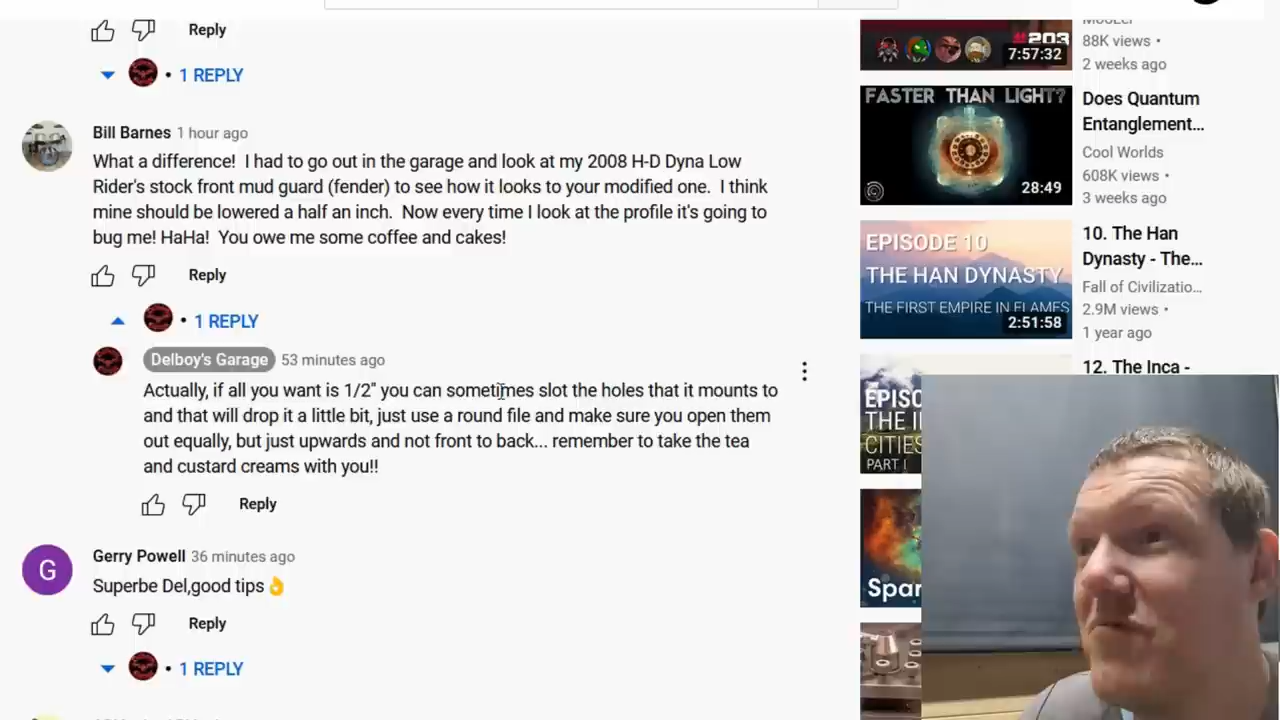 Reply
• 1 REPLY
Bill Barnes 1 hour ago
What a difference! I had to go out in the garage and look at my 2008 H-D Dyna Low
Rider's stock front mud guard (fender) to see how it looks to your modified one. I think
mine should be lowered a half an inch. Now every time I look at the profile it's going to
bug me! HaHa! You owe me some coffee and cakes!
Reply
• 1 REPLY
Delboy's Garage 53 minutes ago
Actually, if all you want is 1/2" you can sometimes slot the holes that it mounts to
and that will drop it a little bit, just use a round file and make sure you open them
out equally, but just upwards and not front to back... remember to take the tea
and custard creams with you!!
Reply
G
Gerry Powell 36 minutes ago
Superbe Del,good tips👌
Reply
• 1 REPLY
#203
7:57:32
88K views •
2 weeks ago
FASTER THAN LIGHT?
28:49
Does Quantum
Entanglement...
Cool Worlds
608K views •
3 weeks ago
EPISODE 10
THE HAN DYNASTY
THE FIRST EMPIRE IN FLAMES
2:51:58
10. The Han
Dynasty - The...
Fall of Civilizatio...
2.9M views •
1 year ago
12. The Inca -
EPISO
THE I
CITIES
PART I
Spar